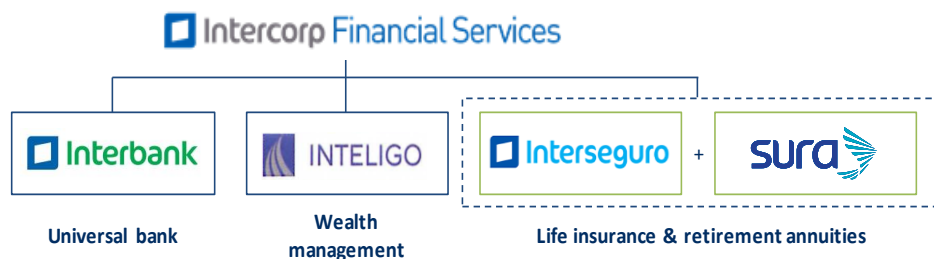 Intercorp Financial Services
Interbank
INTELIGO
Interseguro
+
sura
Universal bank
Wealth
management
Life insurance & retirement annuities